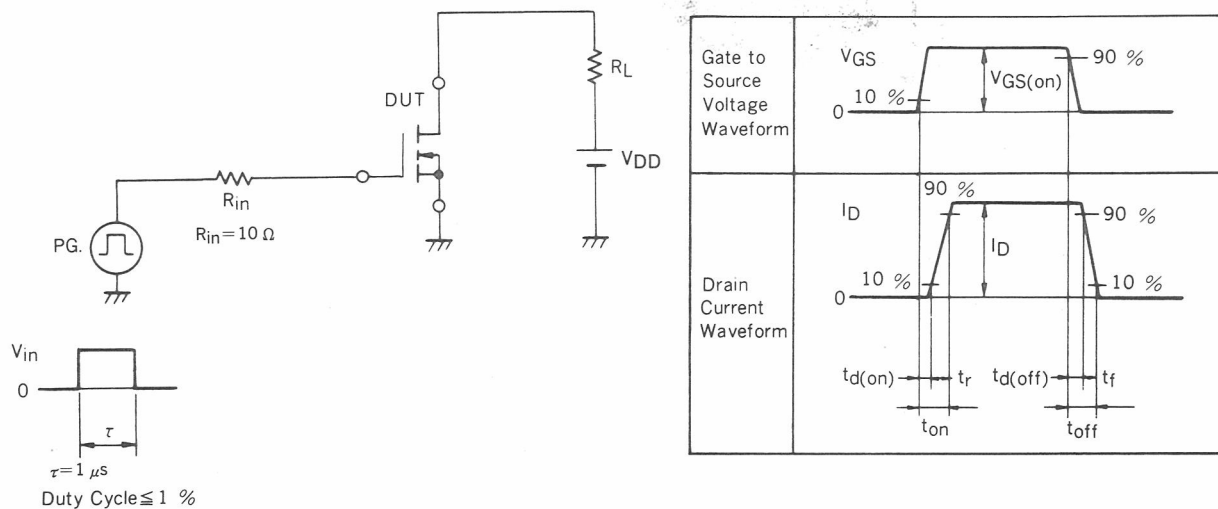 DUT
R_L
V_DD
R_in
R_in=10 Ω
PG.
V_in
0
τ
τ=1 μs
Duty Cycle≦1 %
Gate to
Source
Voltage
Waveform
V_GS
10 %
0
V_GS(on)
90 %
Drain
Current
Waveform
I_D
90 %
10 %
0
I_D
90 %
10 %
t_d(on)
t_r
t_d(off)
t_f
t_on
t_off